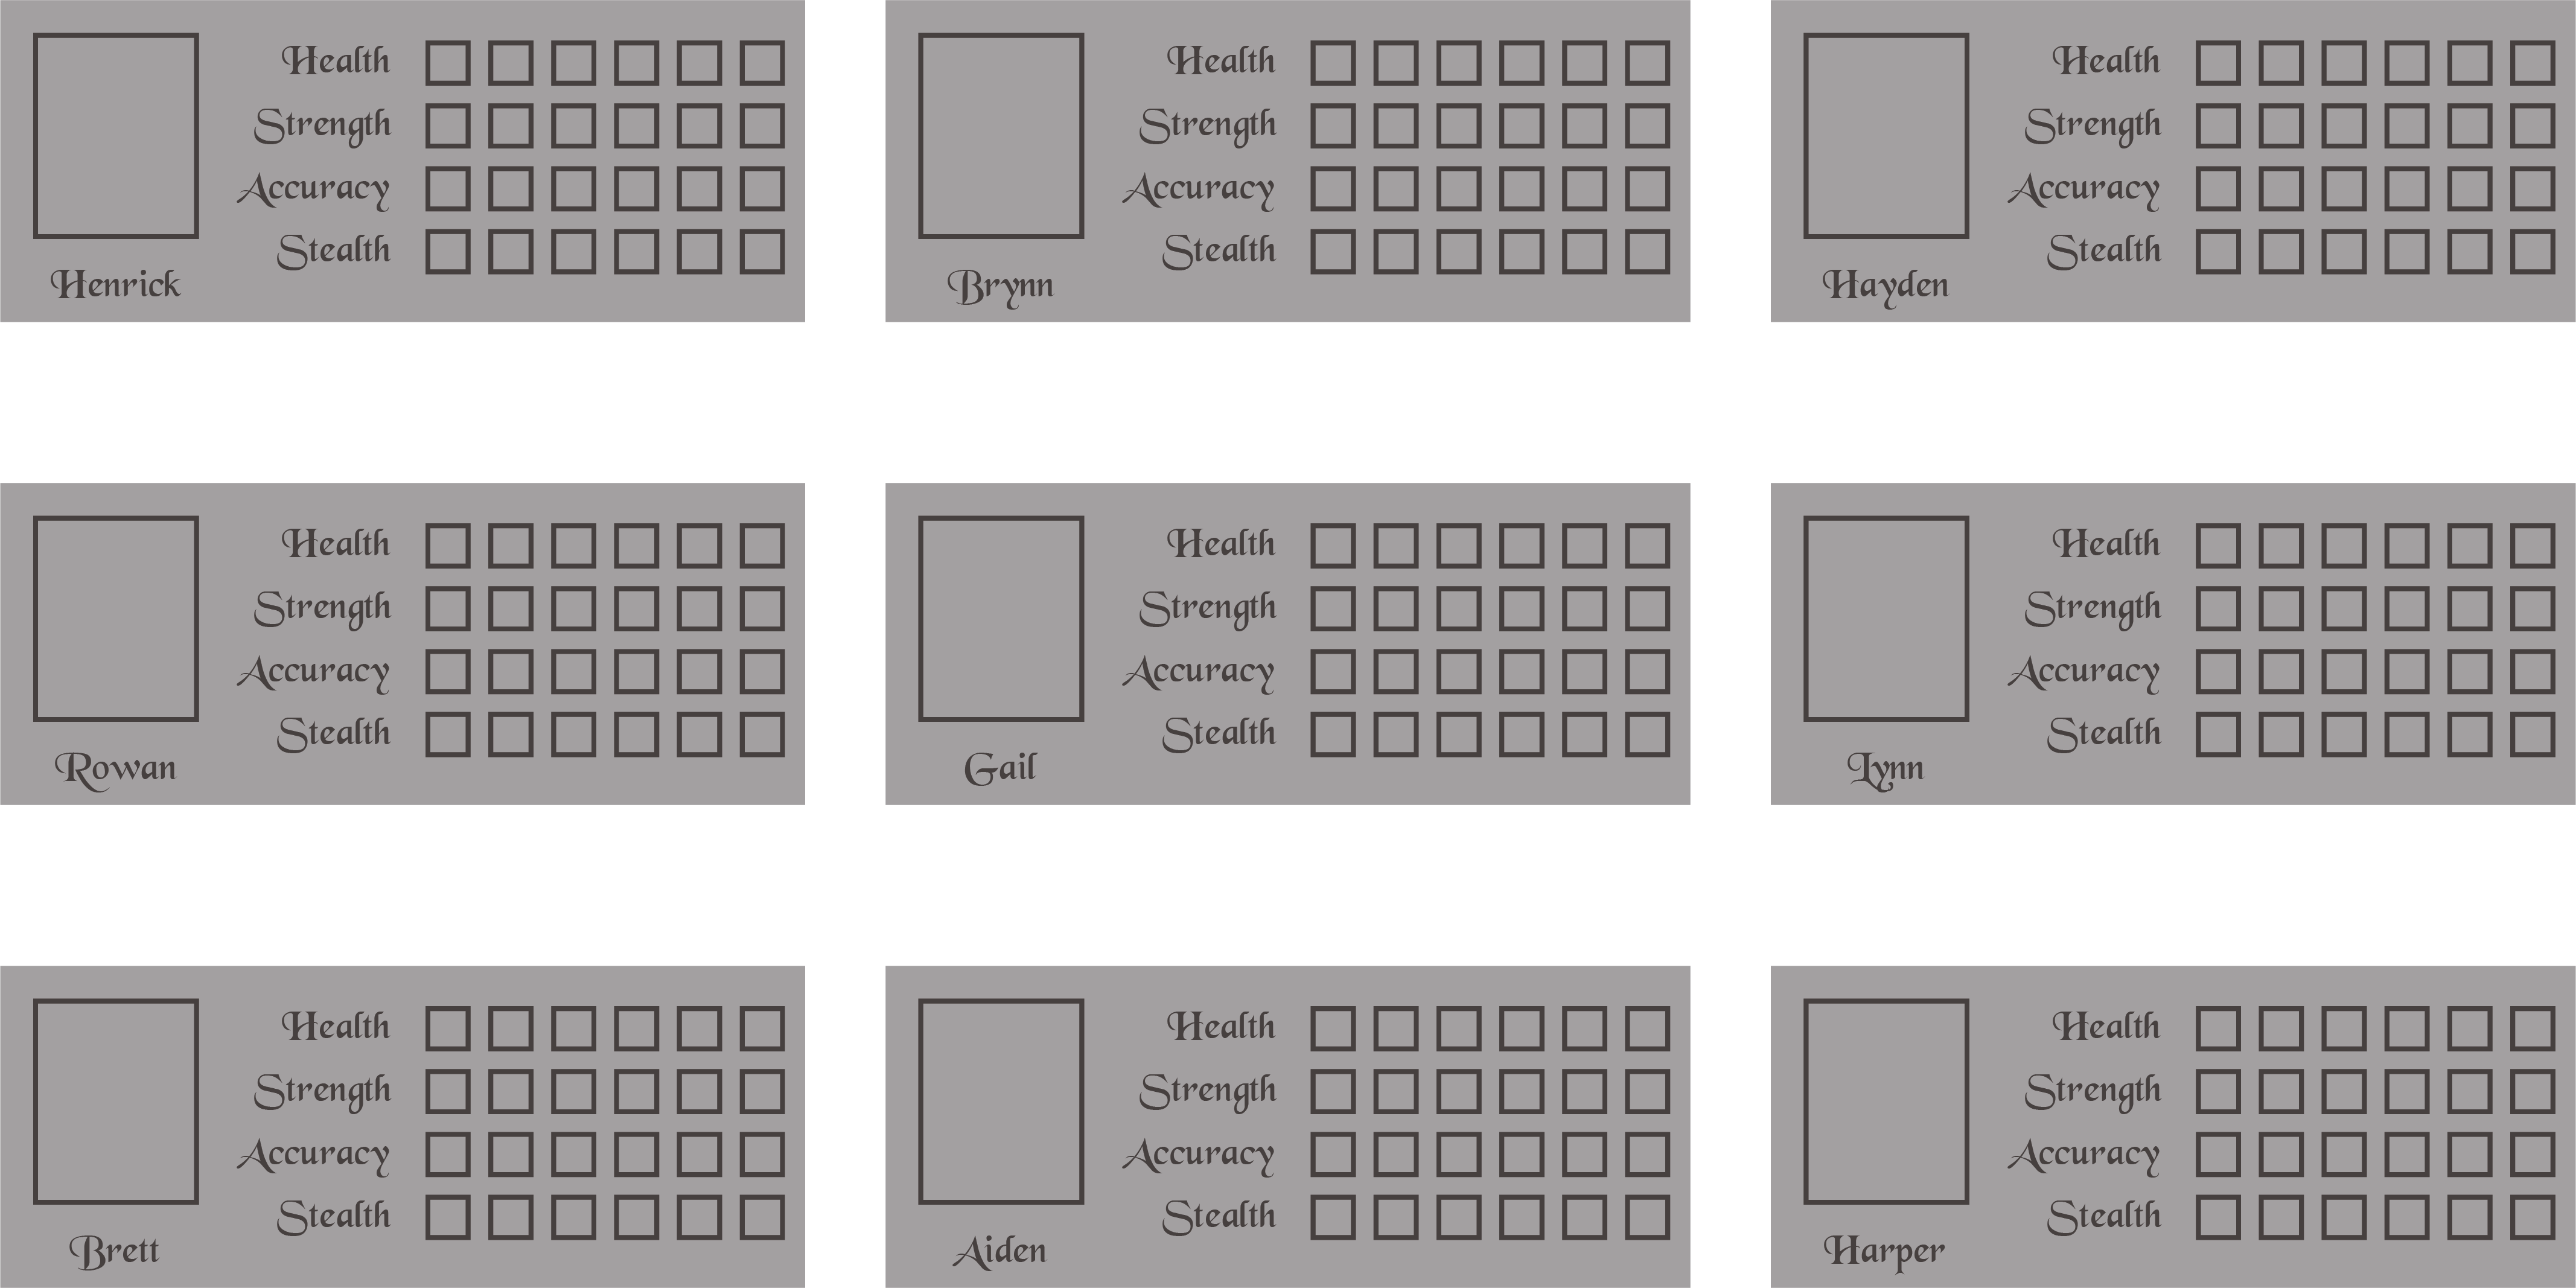 Health
Strength
Accuracy
Stealth
Henrick
Health
Strength
Accuracy
Stealth
Brynn
Health
Strength
Accuracy
Stealth
Hayden
Health
Strength
Accuracy
Stealth
Rowan
Health
Strength
Accuracy
Stealth
Gail
Health
Strength
Accuracy
Stealth
Lynn
Health
Strength
Accuracy
Stealth
Brett
Health
Strength
Accuracy
Stealth
Aiden
Health
Strength
Accuracy
Stealth
Harper